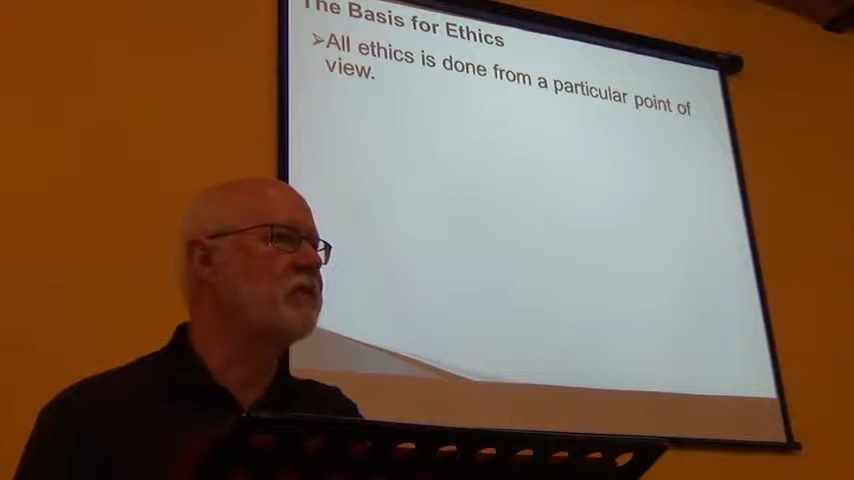 The Basis for Ethics
➢All ethics is done from a particular point of
view.